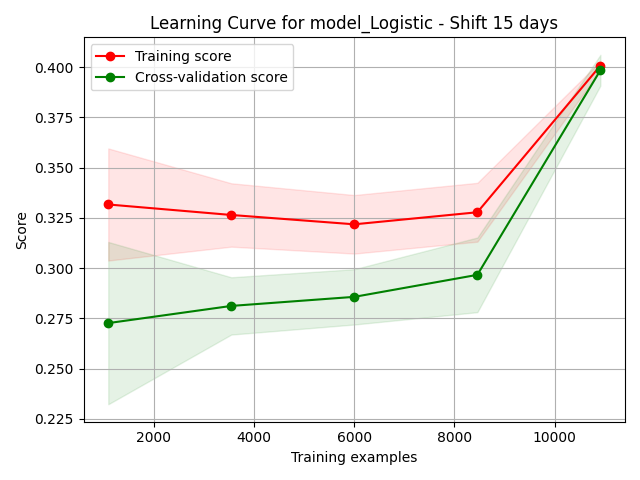 Learning Curve for model_Logistic - Shift 15 days
Training score
Cross-validation score
0.400
0.375
0.350
0.325
0.300
0.275
0.250
0.225
Score
2000 4000 6000 8000 10000
Training examples